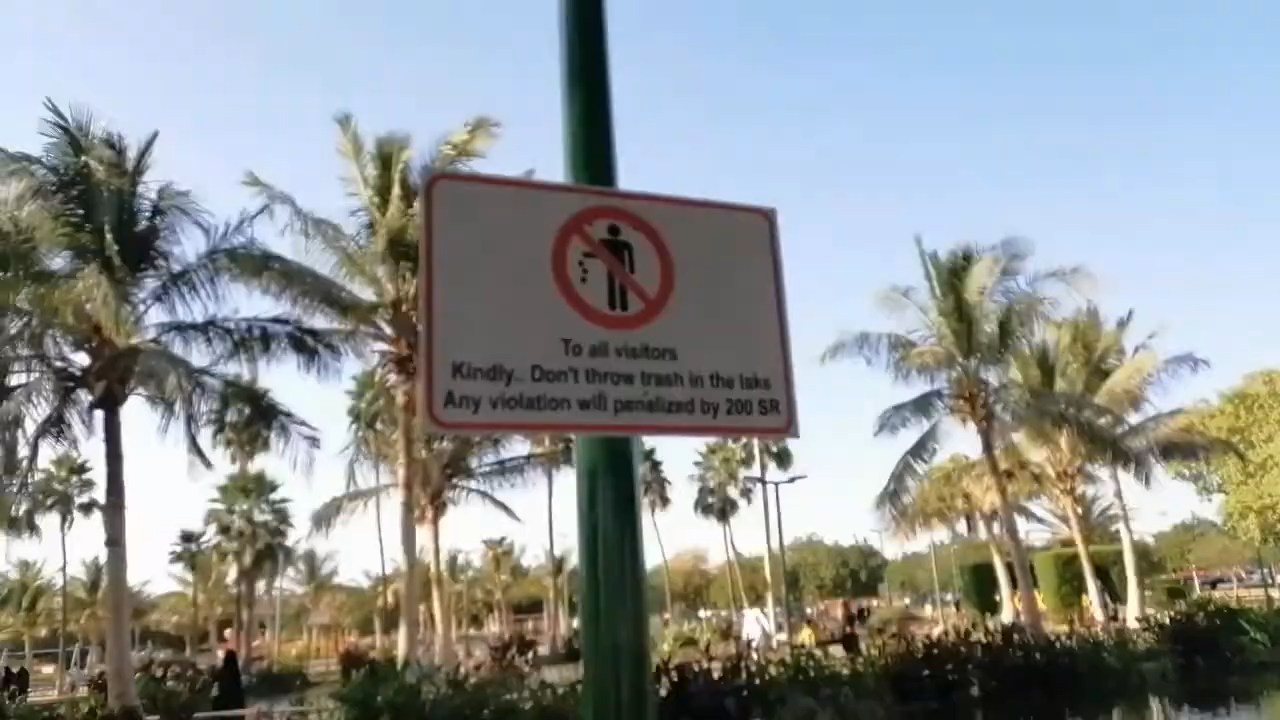 To all visitors
Kindly.. Don't throw trash in the lake
Any violation will penalized by 200 SR